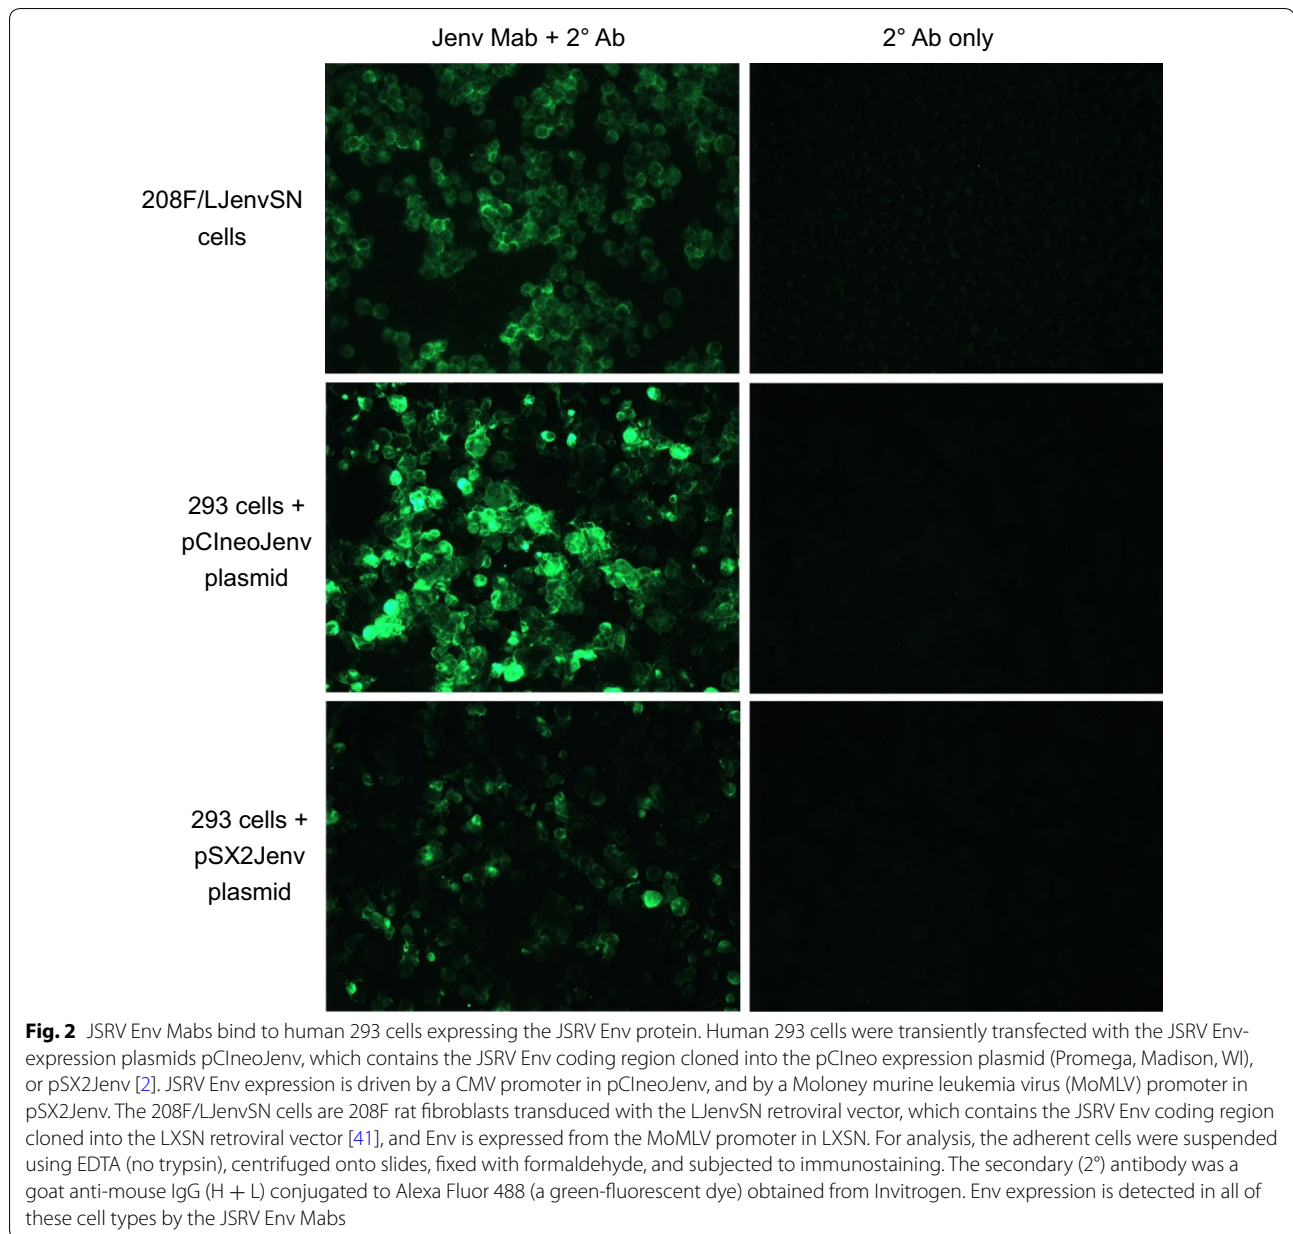 Jenv Mab + 2° Ab
2° Ab only
208F/LJenvSN
cells
293 cells +
pCIneoJenv
plasmid
293 cells +
pSX2Jenv
plasmid
Fig. 2 JSRV Env Mabs bind to human 293 cells expressing the JSRV Env protein. Human 293 cells were transiently transfected with the JSRV Env-
expression plasmids pCIneoJenv, which contains the JSRV Env coding region cloned into the pCIneo expression plasmid (Promega, Madison, WI),
or pSX2Jenv [2]. JSRV Env expression is driven by a CMV promoter in pCIneoJenv, and by a Moloney murine leukemia virus (MoMLV) promoter in
pSX2Jenv. The 208F/LJenvSN cells are 208F rat fibroblasts transduced with the LJenvSN retroviral vector, which contains the JSRV Env coding region
cloned into the LXSN retroviral vector [41], and Env is expressed from the MoMLV promoter in LXSN. For analysis, the adherent cells were suspended
using EDTA (no trypsin), centrifuged onto slides, fixed with formaldehyde, and subjected to immunostaining. The secondary (2°) antibody was a
goat anti-mouse IgG (H + L) conjugated to Alexa Fluor 488 (a green-fluorescent dye) obtained from Invitrogen. Env expression is detected in all of
these cell types by the JSRV Env Mabs